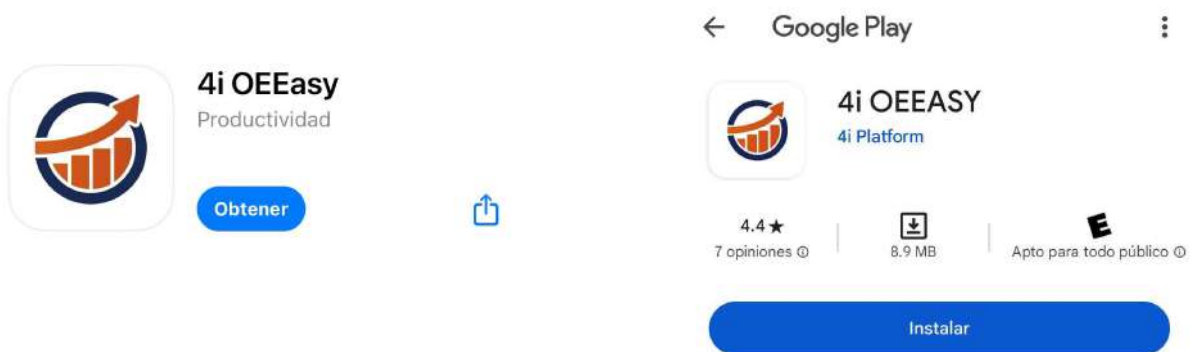 4i OEEasy
Productividad
Obtener
Google Play
4i OEEASY
4i Platform
4.4★
7 opiniones
8.9 MB
E
Apto para todo público
Instalar